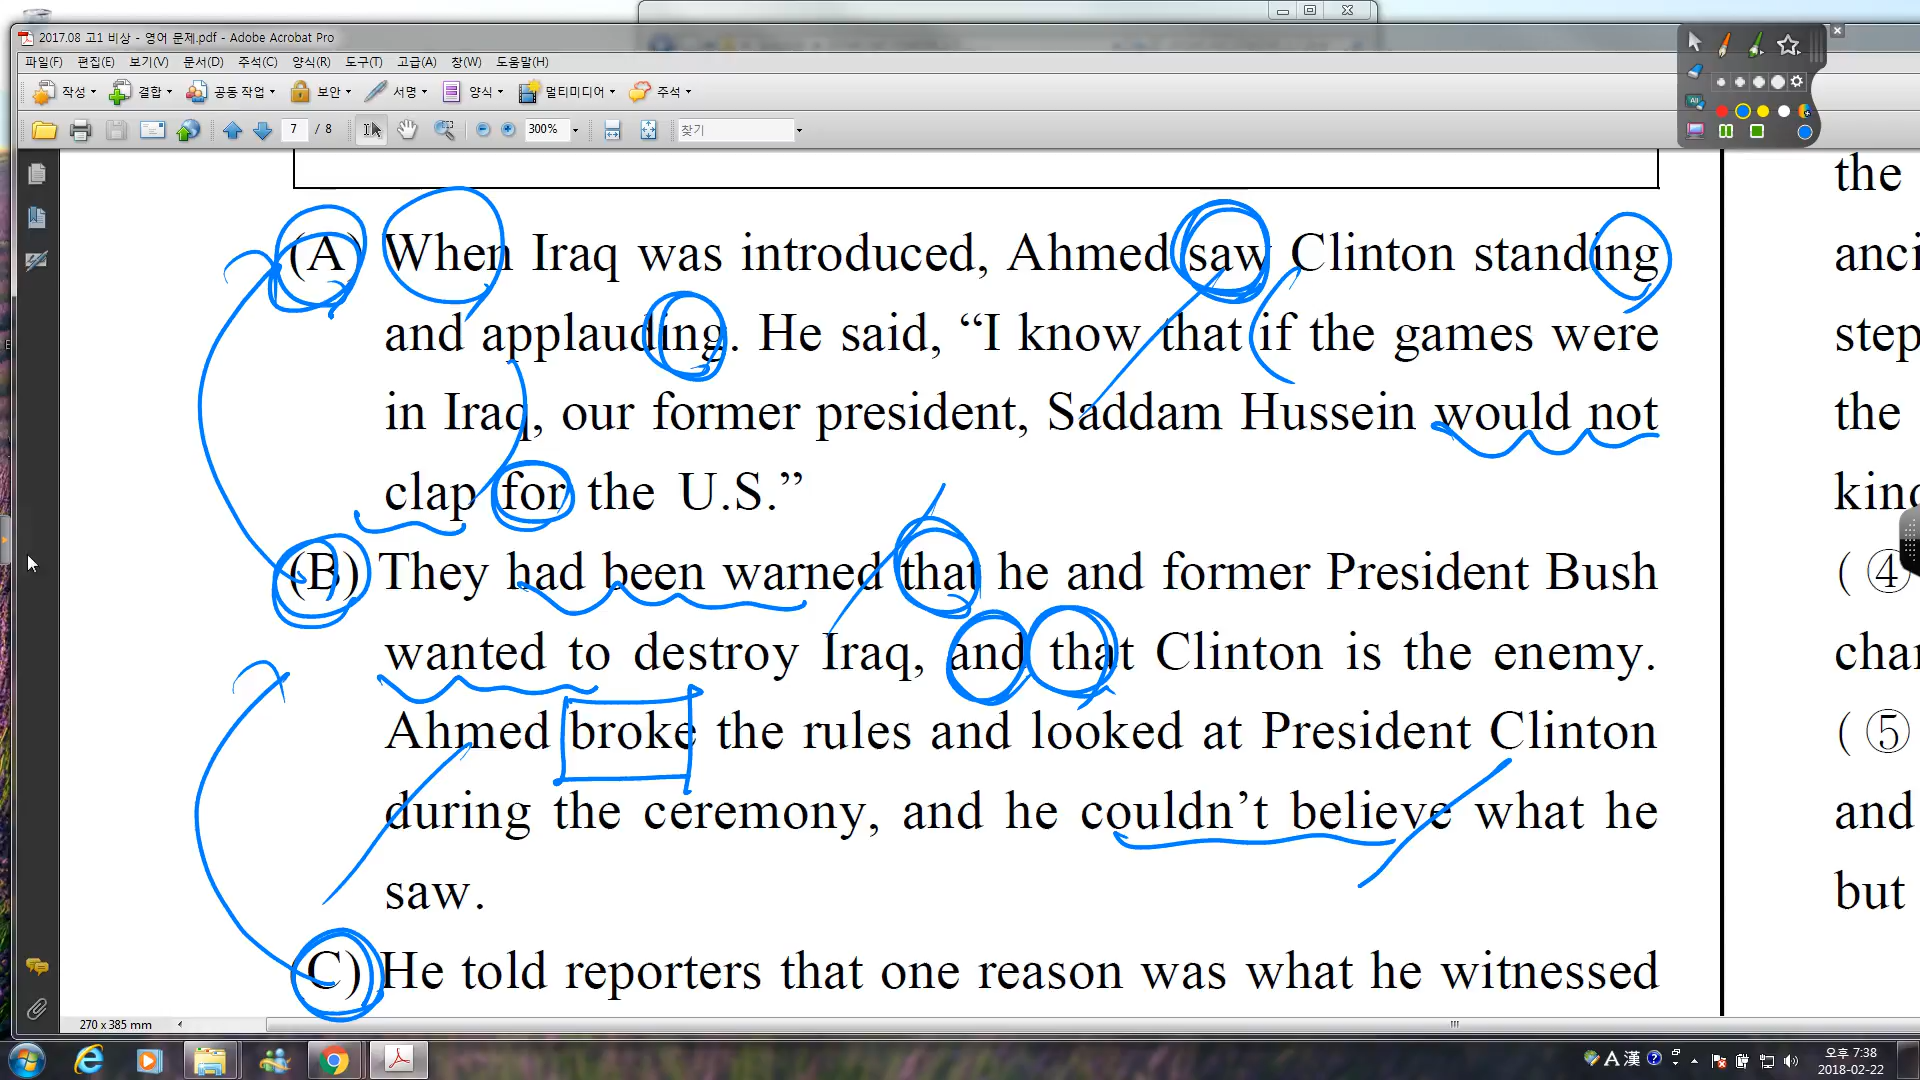 2017.08 고1 비상 - 영어 문제.pdf - Adobe Acrobat Pro
파일(F) 편집(E) 보기(V) 문서(D) 주석(C) 양식(R) 도구(T) 고급(A) 창(W) 도움말(H)
작성 결합 공동 작업 보안 서명 양식 멀티미디어 주석
7 / 8 300% 찾기
(A) When Iraq was introduced, Ahmed saw Clinton standing
and applauding. He said, “I know that if the games were
in Iraq, our former president, Saddam Hussein would not
clap for the U.S.”
(B) They had been warned that he and former President Bush
wanted to destroy Iraq, and that Clinton is the enemy.
Ahmed broke the rules and looked at President Clinton
during the ceremony, and he couldn’t believe what he
saw.
(C) He told reporters that one reason was what he witnessed
the
anci
step
the
kind
( ④
char
( ⑤
and
but
270 x 385 mm
A 漢
오후 7:38
2018-02-22